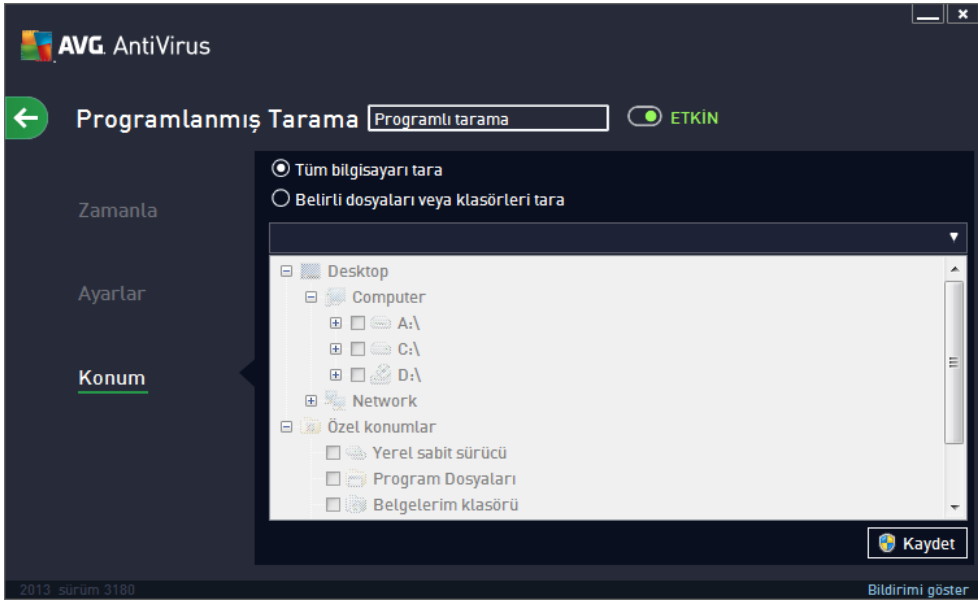 AVG. AntiVirus
Programlanmış Tarama Programlı tarama ETKİN
Tüm bilgisayarı tara
Belirli dosyaları veya klasörleri tara
Zamanla
Ayarlar
Konum
Desktop
Computer
A:\
C:\
D:\
Network
Özel konumlar
Yerel sabit sürücü
Program Dosyaları
Belgelerim klasörü
Kaydet
2013 sürüm 3180
Bildirimi göster